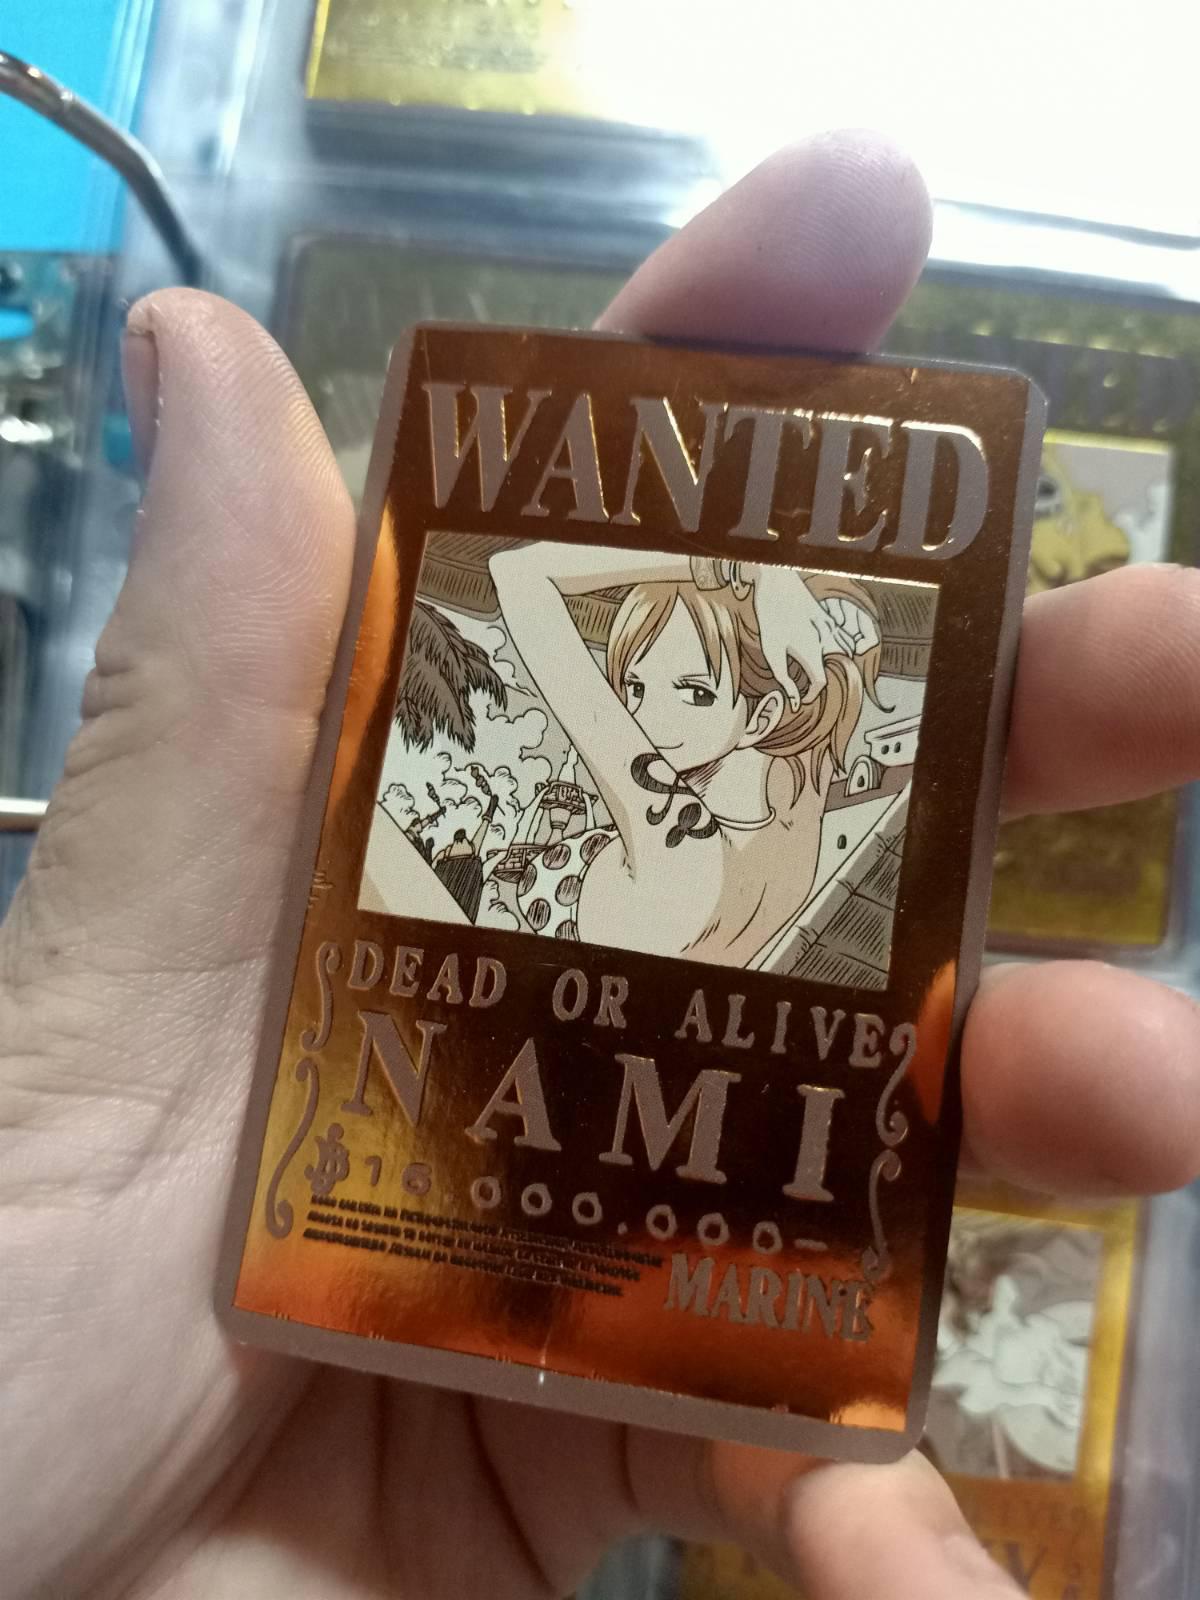 WANTED
DEAD OR ALIVE
NAMI
฿16.000.000-
MARINE